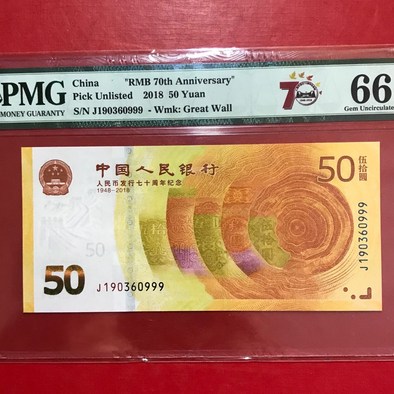 PMG
MONEY GUARANTY
China "RMB 70th Anniversary"
Pick Unlisted 2018 50 Yuan
S/N J190360999 - Wmk: Great Wall
70
66
Gem Uncirculate
中国人民银行
人民币发行七十周年纪念
1948-2018
50 伍拾圆
J190360999
50
J190360999